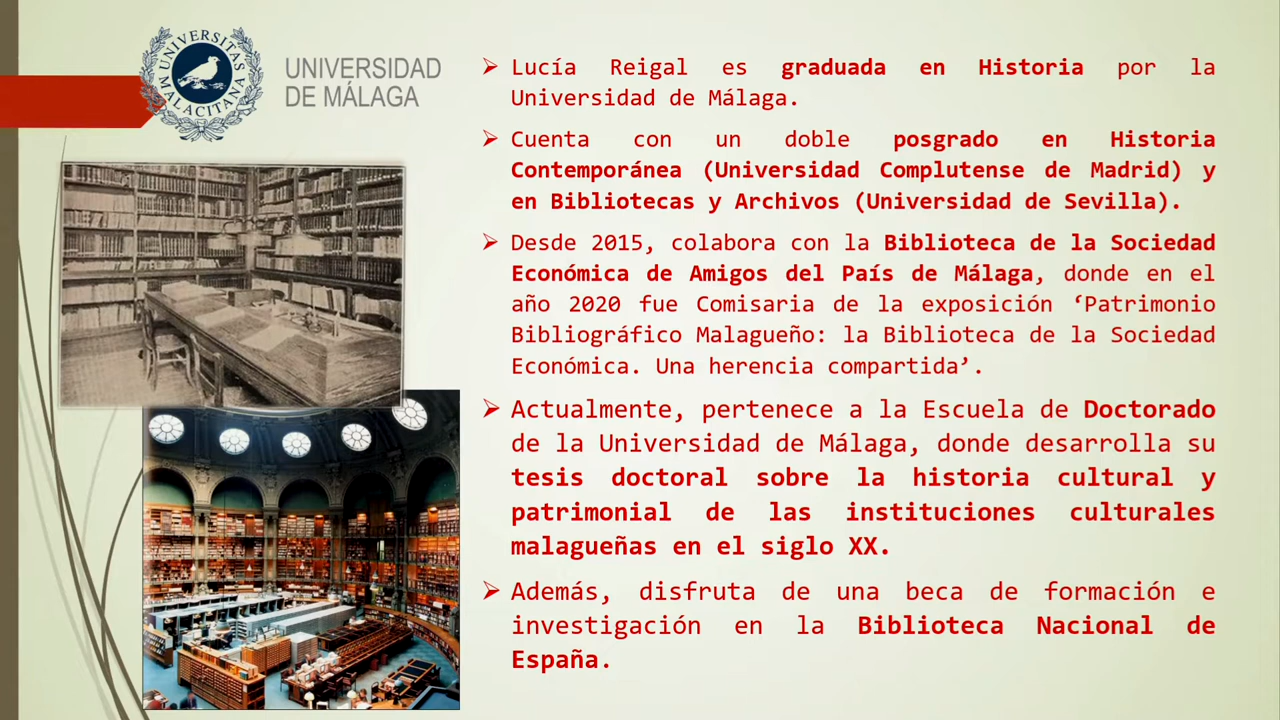 UNIVERSITAS MALACITANA
UNIVERSIDAD
DE MÁLAGA
Lucía Reigal es graduada en Historia por la
Universidad de Málaga.
Cuenta con un doble posgrado en Historia
Contemporánea (Universidad Complutense de Madrid) y
en Bibliotecas y Archivos (Universidad de Sevilla).
Desde 2015, colabora con la Biblioteca de la Sociedad
Económica de Amigos del País de Málaga, donde en el
año 2020 fue Comisaria de la exposición ‘Patrimonio
Bibliográfico Malagueño: la Biblioteca de la Sociedad
Económica. Una herencia compartida’.
Actualmente, pertenece a la Escuela de Doctorado
de la Universidad de Málaga, donde desarrolla su
tesis doctoral sobre la historia cultural y
patrimonial de las instituciones culturales
malagueñas en el siglo XX.
Además, disfruta de una beca de formación e
investigación en la Biblioteca Nacional de
España.